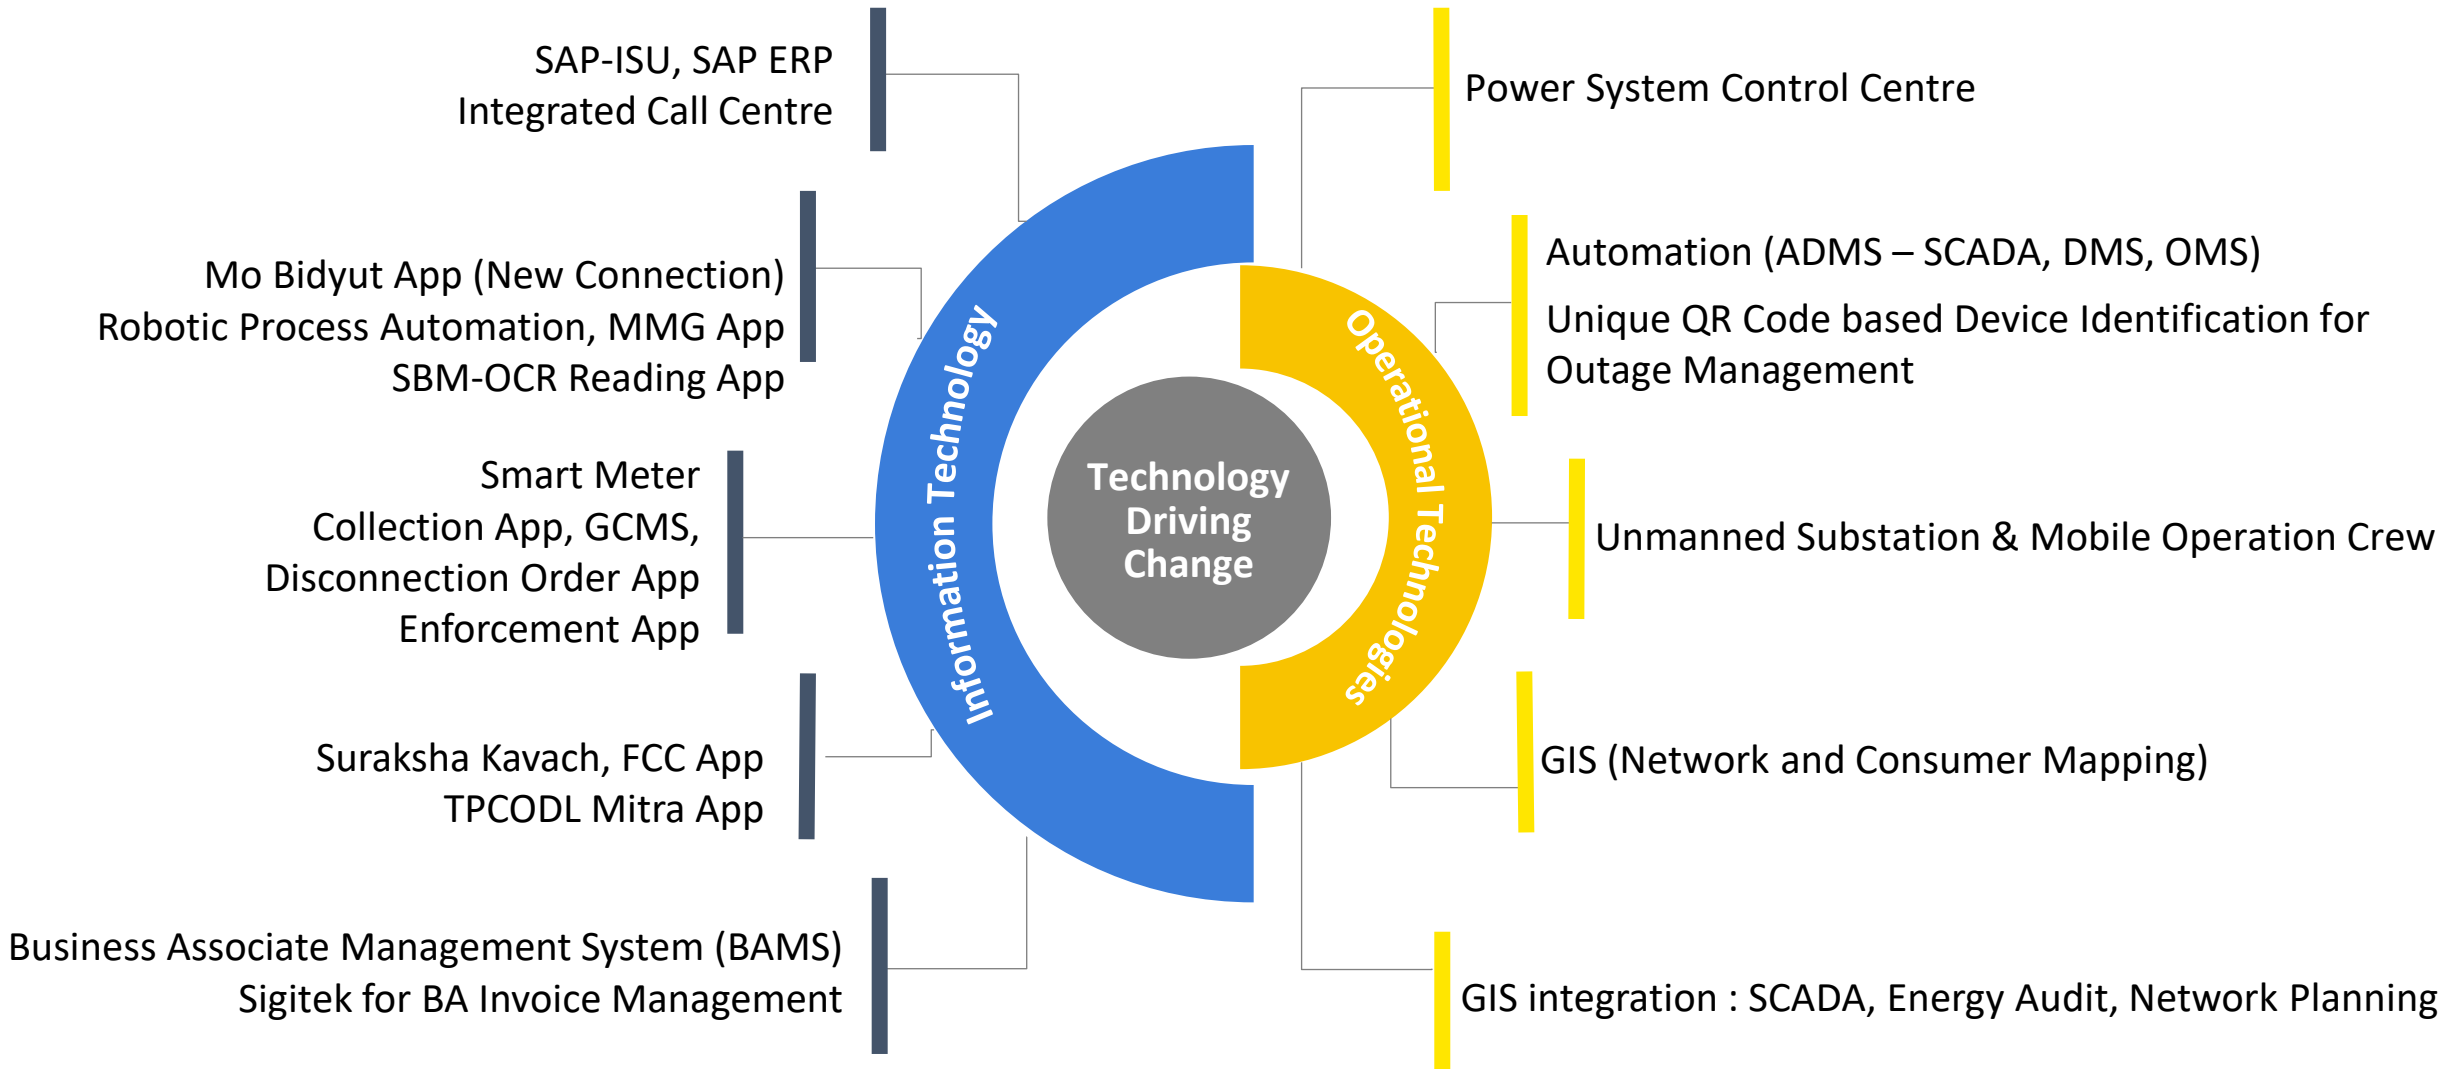 SAP-ISU, SAP ERP
Integrated Call Centre
Mo Bidyut App (New Connection)
Robotic Process Automation, MMG App
SBM-OCR Reading App
Smart Meter
Collection App, GCMS,
Disconnection Order App
Enforcement App
Suraksha Kavach, FCC App
TPCODL Mitra App
Business Associate Management System (BAMS)
Sigitek for BA Invoice Management
Information Technology
Technology
Driving
Change
Operational Technologies
Power System Control Centre
Automation (ADMS – SCADA, DMS, OMS)
Unique QR Code based Device Identification for
Outage Management
Unmanned Substation & Mobile Operation Crew
GIS (Network and Consumer Mapping)
GIS integration : SCADA, Energy Audit, Network Planning